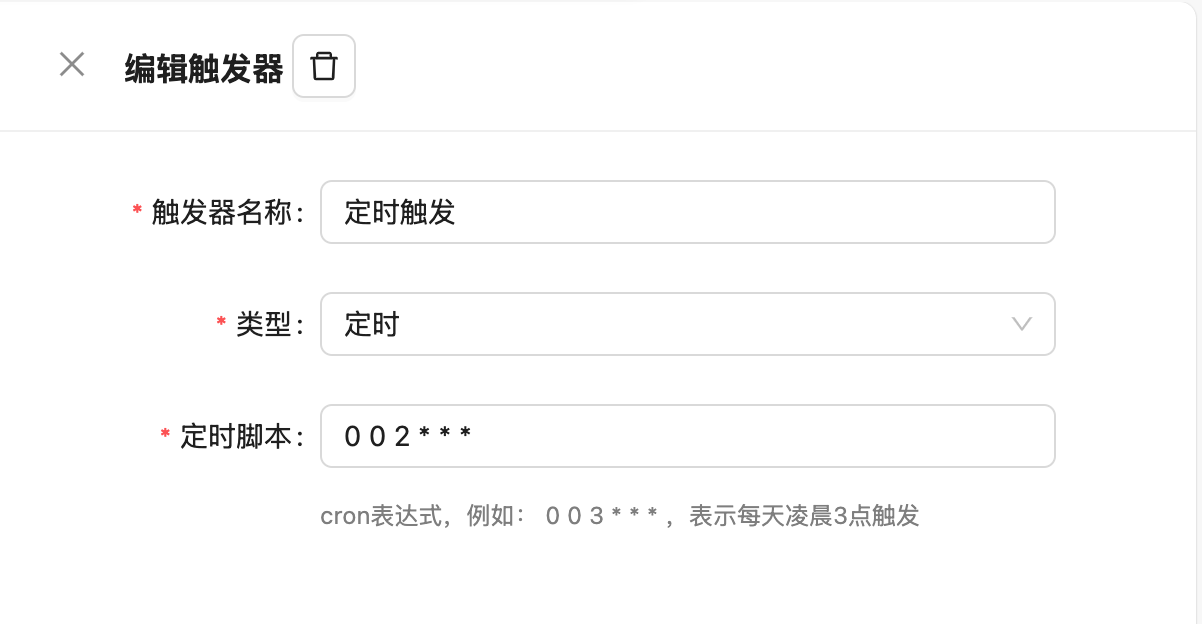 编辑触发器
* 触发器名称: 定时触发
* 类型: 定时
* 定时脚本: 0 0 2 * * *
cron表达式，例如： 0 0 3 * * * ，表示每天凌晨3点触发